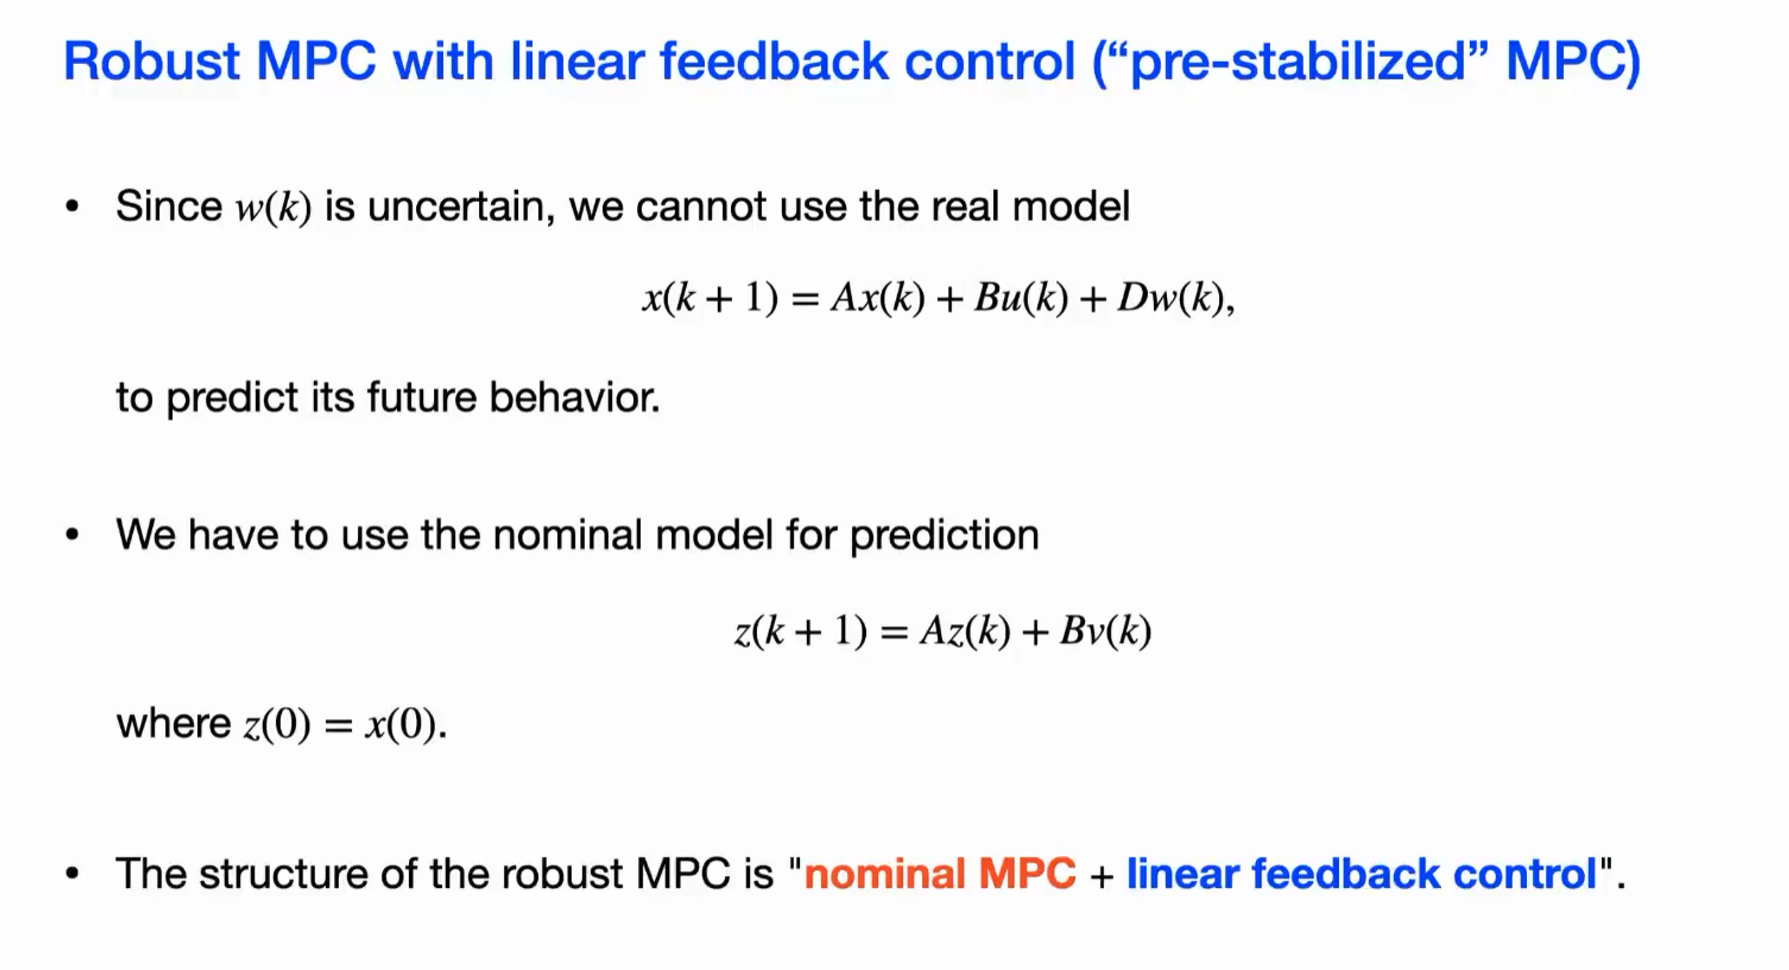 Robust MPC with linear feedback control (“pre-stabilized” MPC)
• Since w(k) is uncertain, we cannot use the real model
x(k + 1) = Ax(k) + Bu(k) + Dw(k),
to predict its future behavior.
• We have to use the nominal model for prediction
z(k + 1) = Az(k) + Bv(k)
where z(0) = x(0).
• The structure of the robust MPC is "nominal MPC + linear feedback control".